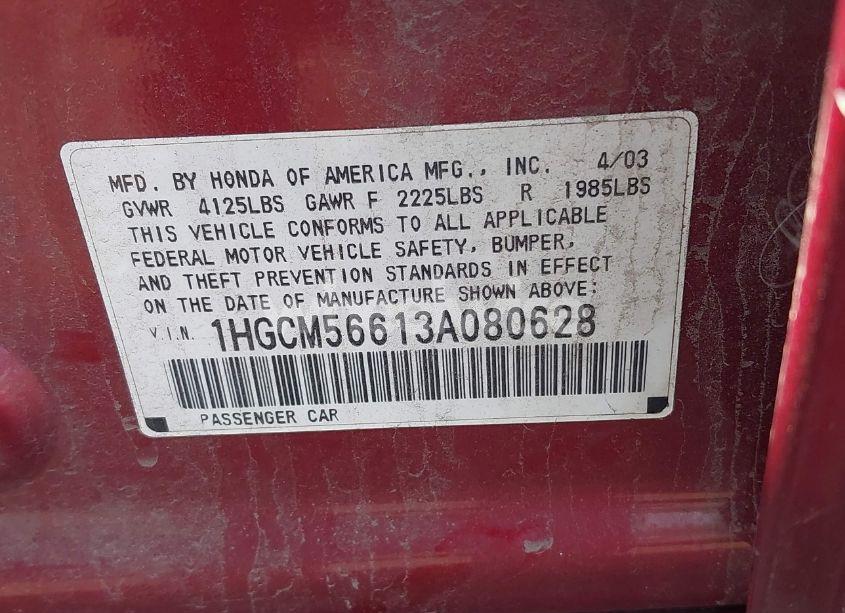 MFD. BY HONDA OF AMERICA MFG., INC. 4/03
GVWR 4125LBS GAWR F 2225LBS R 1985LBS
THIS VEHICLE CONFORMS TO ALL APPLICABLE
FEDERAL MOTOR VEHICLE SAFETY, BUMPER,
AND THEFT PREVENTION STANDARDS IN EFFECT
ON THE DATE OF MANUFACTURE SHOWN ABOVE:
V.I.N. 1HGCM56613A080628
PASSENGER CAR